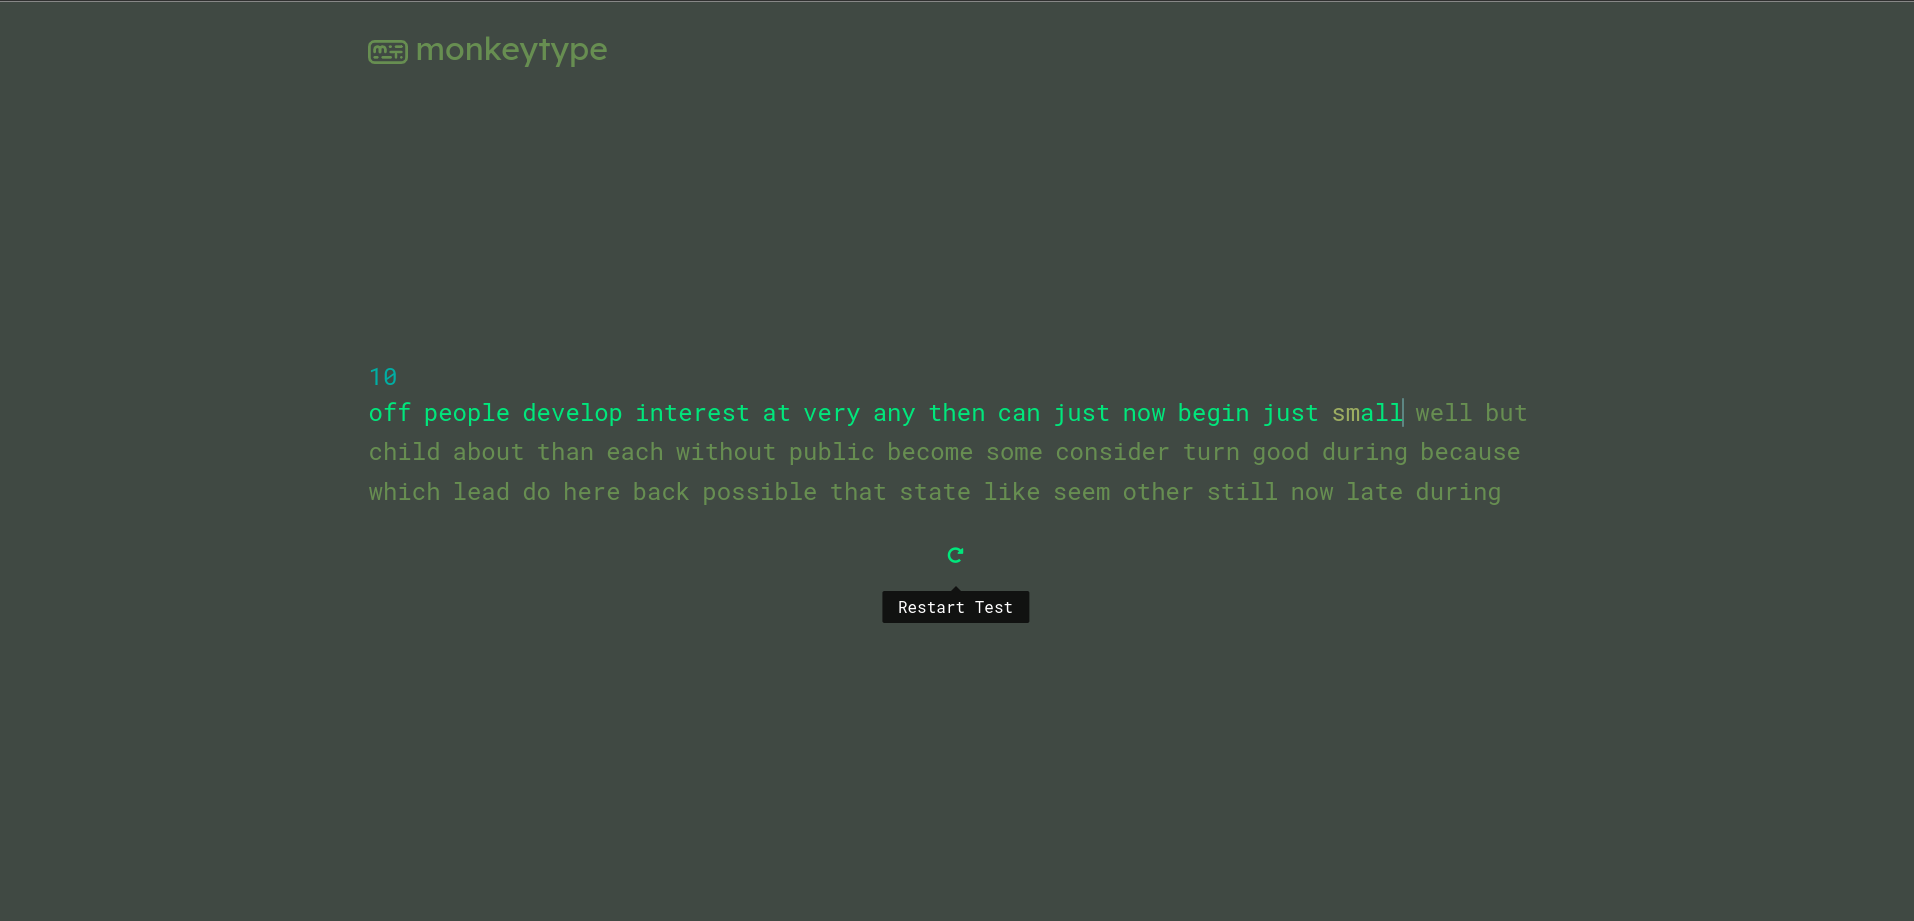 monkeytype
10
off people develop interest at very any then can just now begin just small well but
child about than each without public become some consider turn good during because
which lead do here back possible that state like seem other still now late during
Restart Test